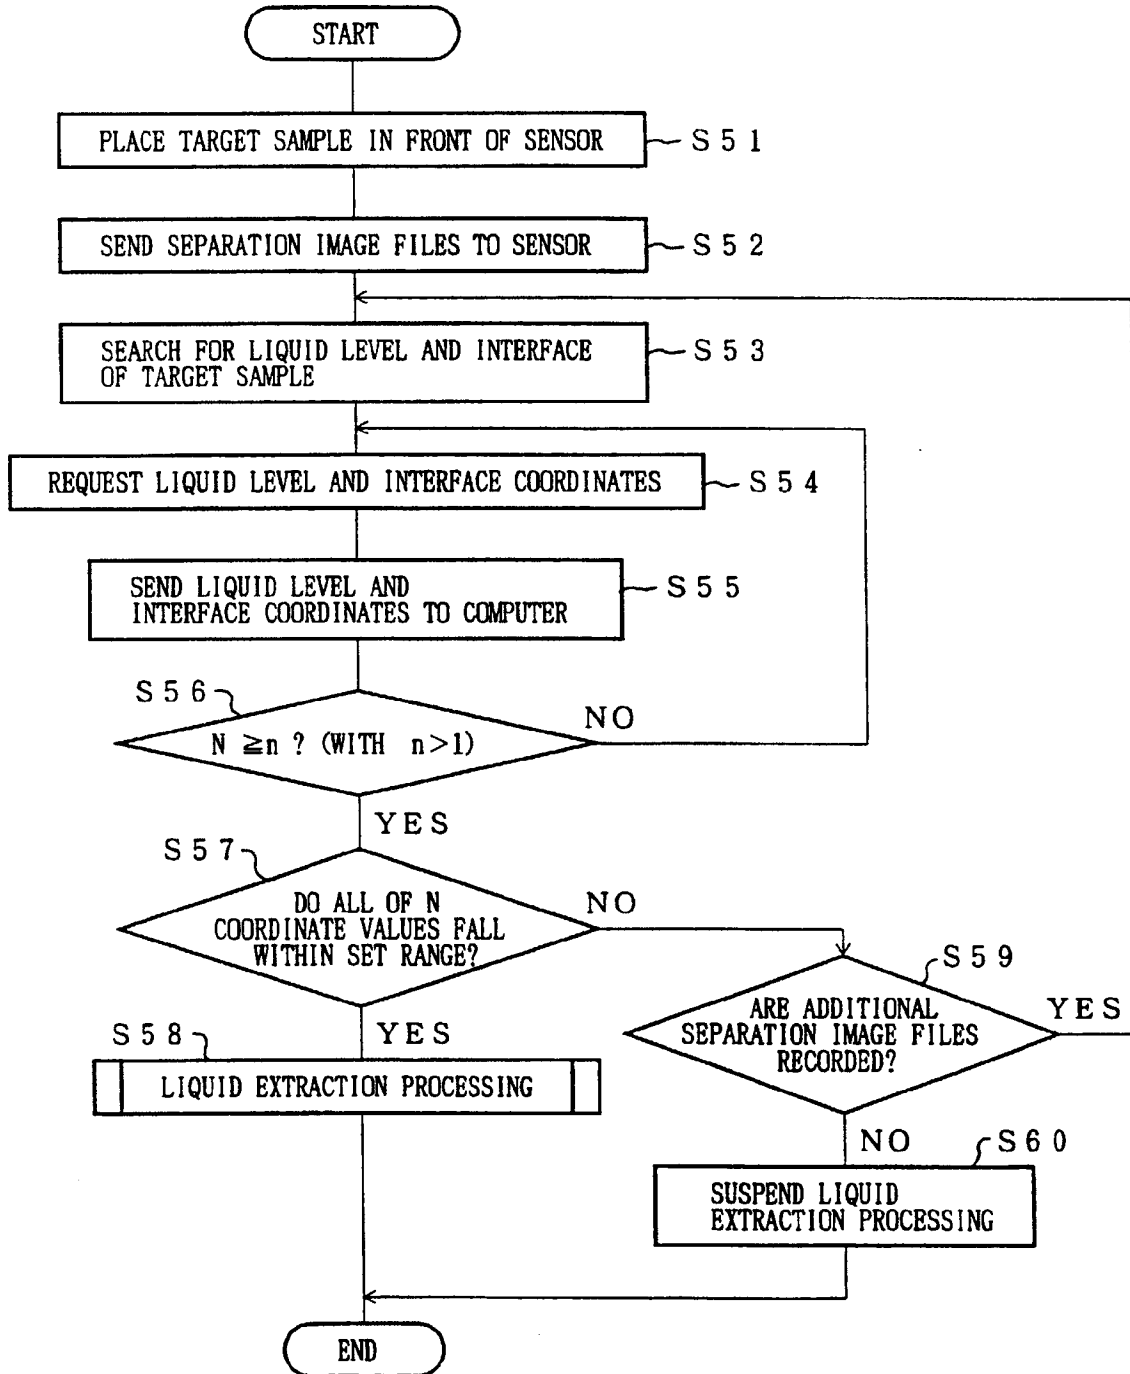 START
PLACE TARGET SAMPLE IN FRONT OF SENSOR
S51
SEND SEPARATION IMAGE FILES TO SENSOR
S52
SEARCH FOR LIQUID LEVEL AND INTERFACE
OF TARGET SAMPLE
S53
REQUEST LIQUID LEVEL AND INTERFACE COORDINATES
S54
SEND LIQUID LEVEL AND
INTERFACE COORDINATES TO COMPUTER
S55
S56
N ≧n ? (WITH n>1)
NO
YES
S57
DO ALL OF N
COORDINATE VALUES FALL
WITHIN SET RANGE?
NO
YES
S59
ARE ADDITIONAL
SEPARATION IMAGE FILES
RECORDED?
YES
NO
S58
LIQUID EXTRACTION PROCESSING
S60
SUSPEND LIQUID
EXTRACTION PROCESSING
END